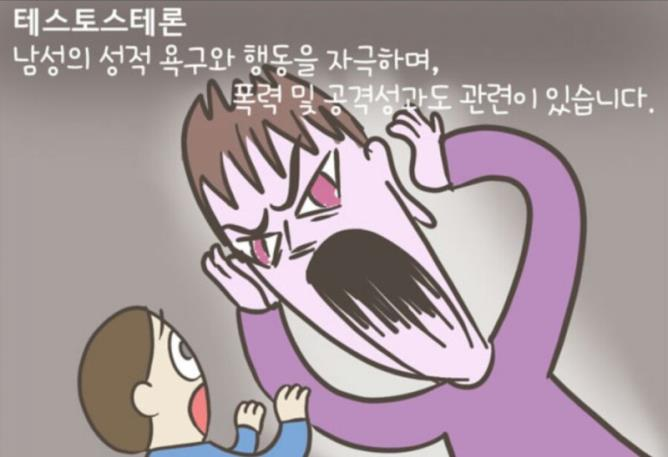 테스토스테론
남성의 성적 욕구와 행동을 자극하며,
폭력 및 공격성과도 관련이 있습니다.